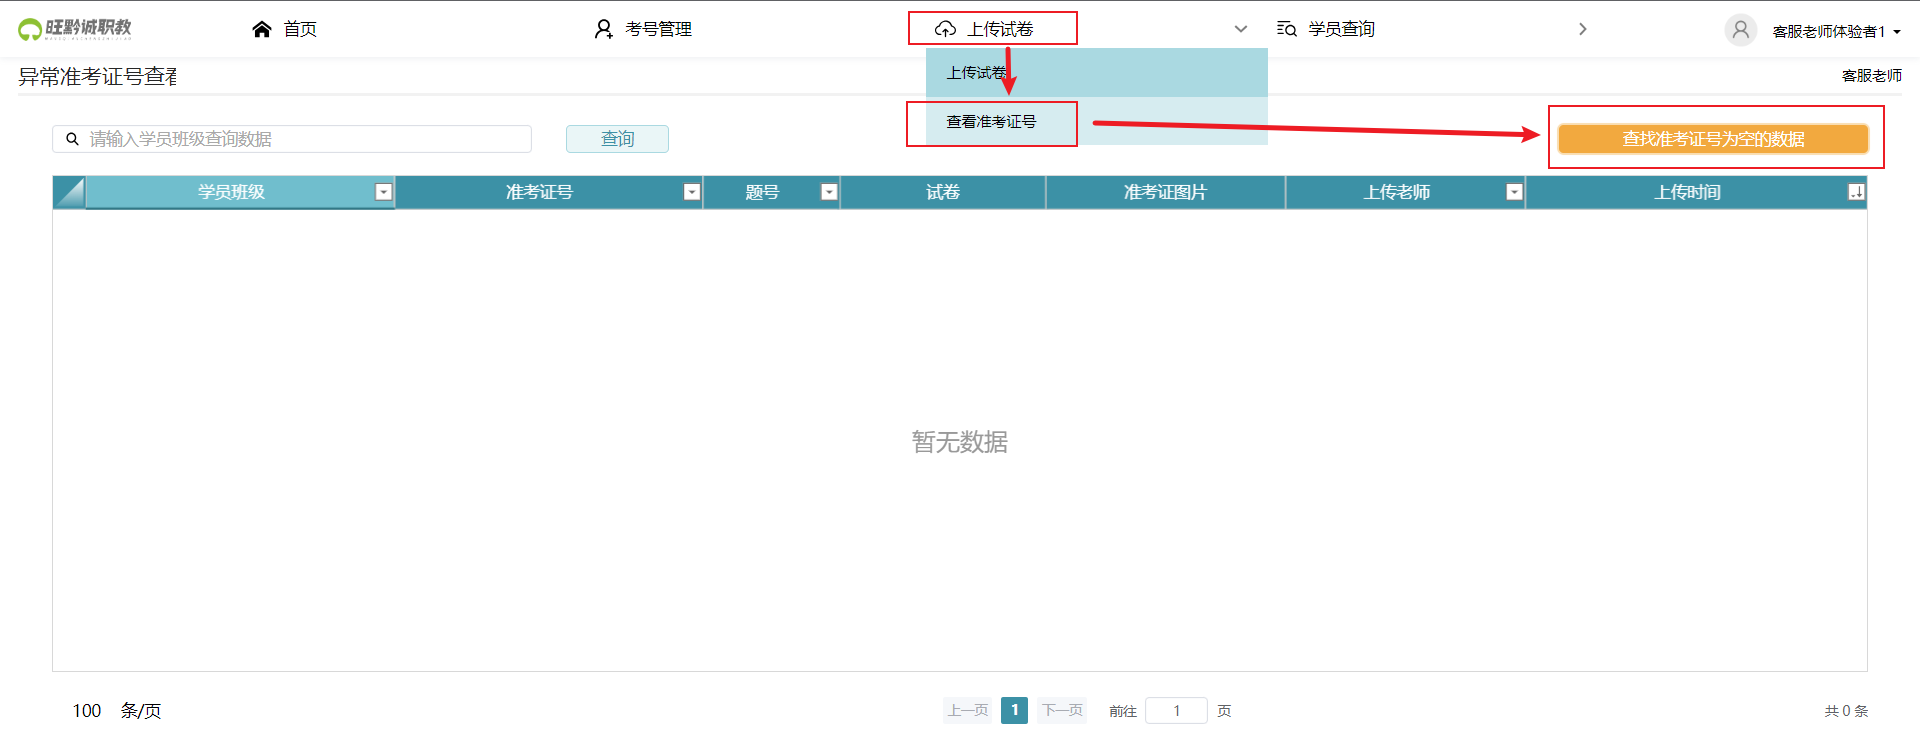 旺黔诚职教
首页
考号管理
上传试卷
学员查询
客服老师体验者1
异常准考证号查看
上传试卷
客服老师
查看准考证号
请输入学员班级查询数据
查询
查找准考证号为空的数据
学员班级
准考证号
题号
试卷
准考证图片
上传老师
上传时间
暂无数据
100 条/页
上一页
1
下一页
前往 1 页
共 0 条